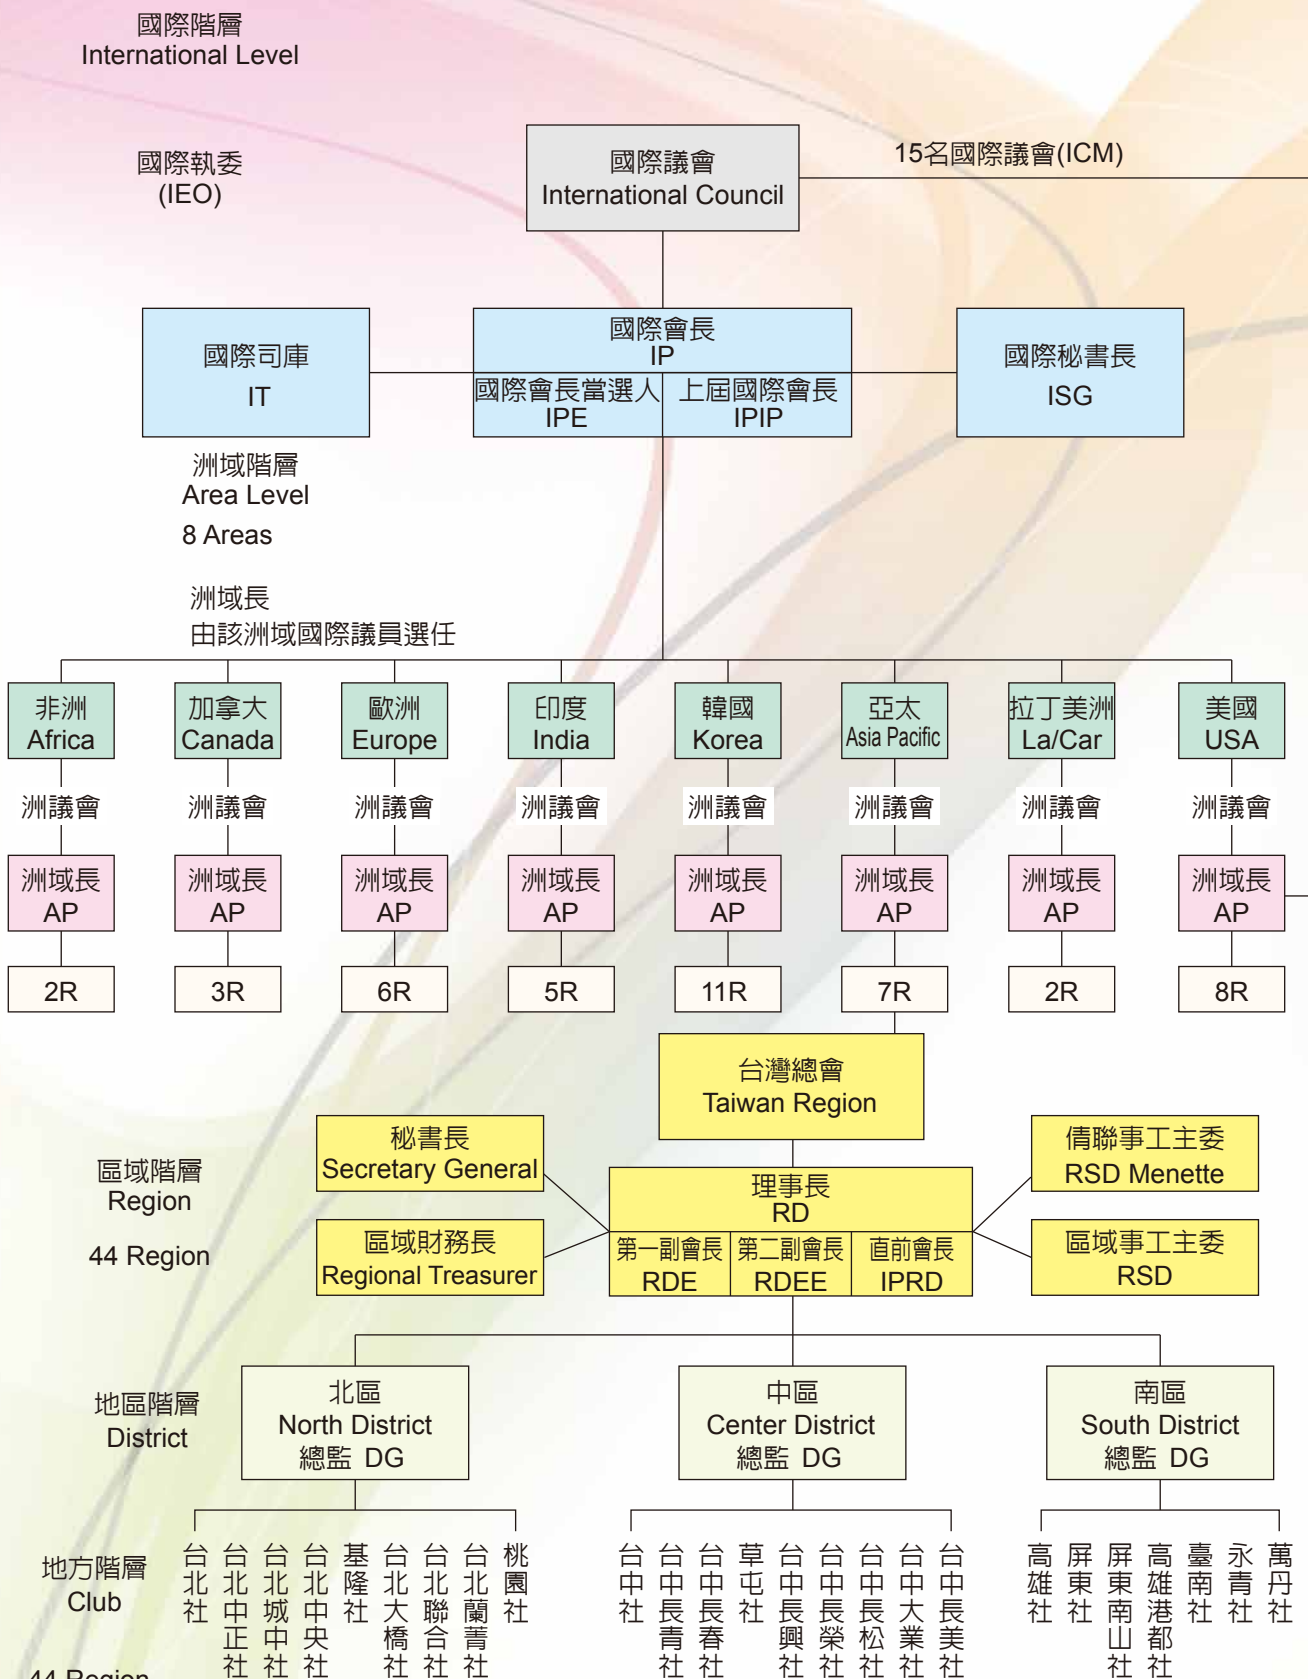 國際階層
International Level
國際執委
(IEO)
國際議會
International Council
15名國際議會(ICM)
國際司庫
IT
國際會長
IP
國際會長當選人
IPE
上屆國際會長
IPIP
國際秘書長
ISG
洲域階層
Area Level
8 Areas
洲域長
由該洲域國際議員選任
非洲
Africa
加拿大
Canada
歐洲
Europe
印度
India
韓國
Korea
亞太
Asia Pacific
拉丁美洲
La/Car
美國
USA
洲議會
洲議會
洲議會
洲議會
洲議會
洲議會
洲議會
洲議會
洲域長
AP
洲域長
AP
洲域長
AP
洲域長
AP
洲域長
AP
洲域長
AP
洲域長
AP
洲域長
AP
2R
3R
6R
5R
11R
7R
2R
8R
台灣總會
Taiwan Region
區域階層
Region
44 Region
秘書長
Secretary General
區域財務長
Regional Treasurer
理事長
RD
第一副會長
RDE
第二副會長
RDEE
直前會長
IPRD
倩聯事工主委
RSD Menette
區域事工主委
RSD
地區階層
District
北區
North District
總監 DG
中區
Center District
總監 DG
南區
South District
總監 DG
地方階層
Club
台北社
台北中正社
台北城中社
台北中央社
基隆社
台北大橋社
台北聯合社
台北蘭菁社
桃園社
台中社
台中長青社
台中長春社
草屯社
台中長興社
台中長榮社
台中長松社
台中大業社
台中長美社
高雄社
屏東社
屏東南山社
高雄港都社
臺南社
永青社
萬丹社
44 Region